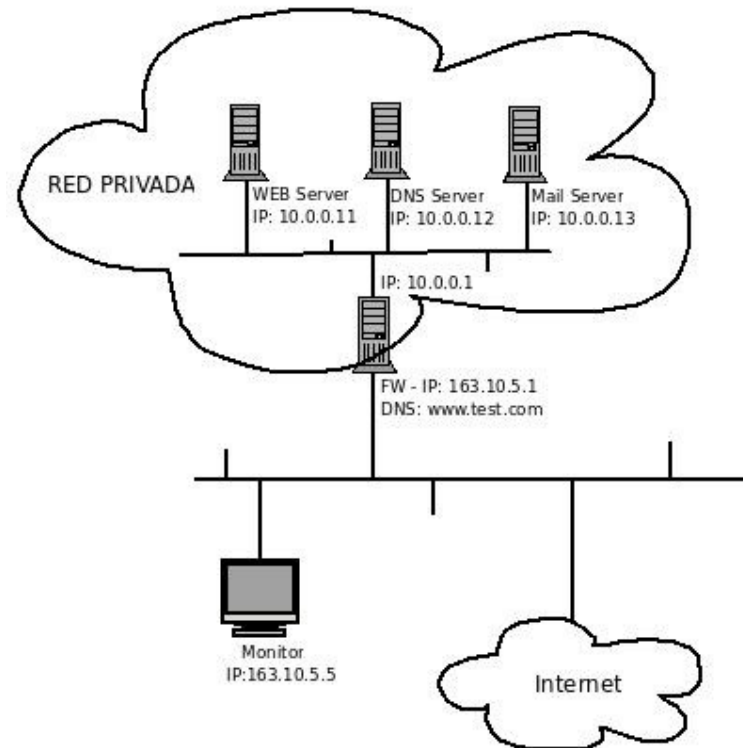 RED PRIVADA
WEB Server
IP: 10.0.0.11
DNS Server
IP: 10.0.0.12
Mail Server
IP: 10.0.0.13
IP: 10.0.0.1
FW - IP: 163.10.5.1
DNS: www.test.com
Monitor
IP:163.10.5.5
Internet